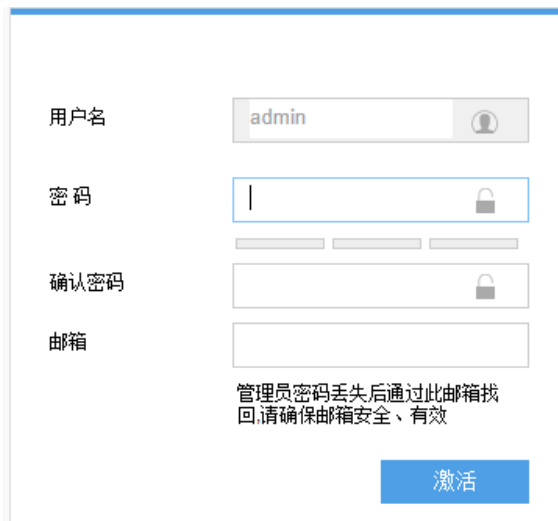 用户名
admin
密 码
确认密码
邮箱
管理员密码丢失后通过此邮箱找
回,请确保邮箱安全、有效
激活